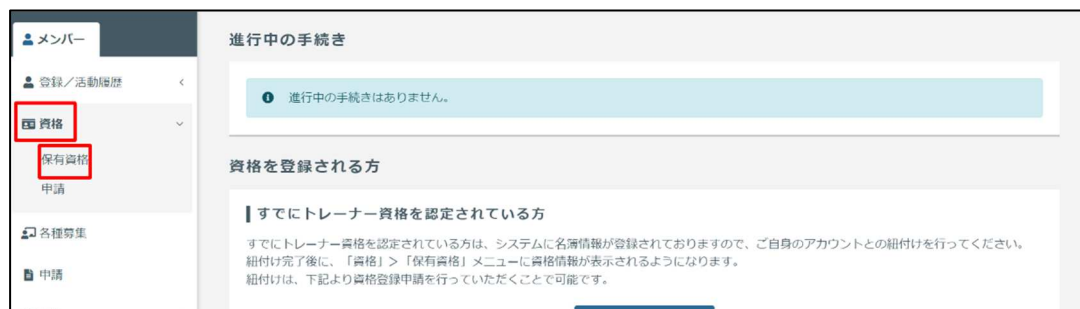 メンバー
登録／活動履歴
資格
保有資格
申請
各種募集
申請
進行中の手続き
進行中の手続きはありません。
資格を登録される方
すでにトレーナー資格を認定されている方
すでにトレーナー資格を認定されている方は、システムに名簿情報が登録されておりますので、ご自身のアカウントとの紐付けを行ってください。
紐付け完了後に、「資格」＞「保有資格」メニューに資格情報が表示されるようになります。
紐付けは、下記より資格登録申請を行っていただくことで可能です。